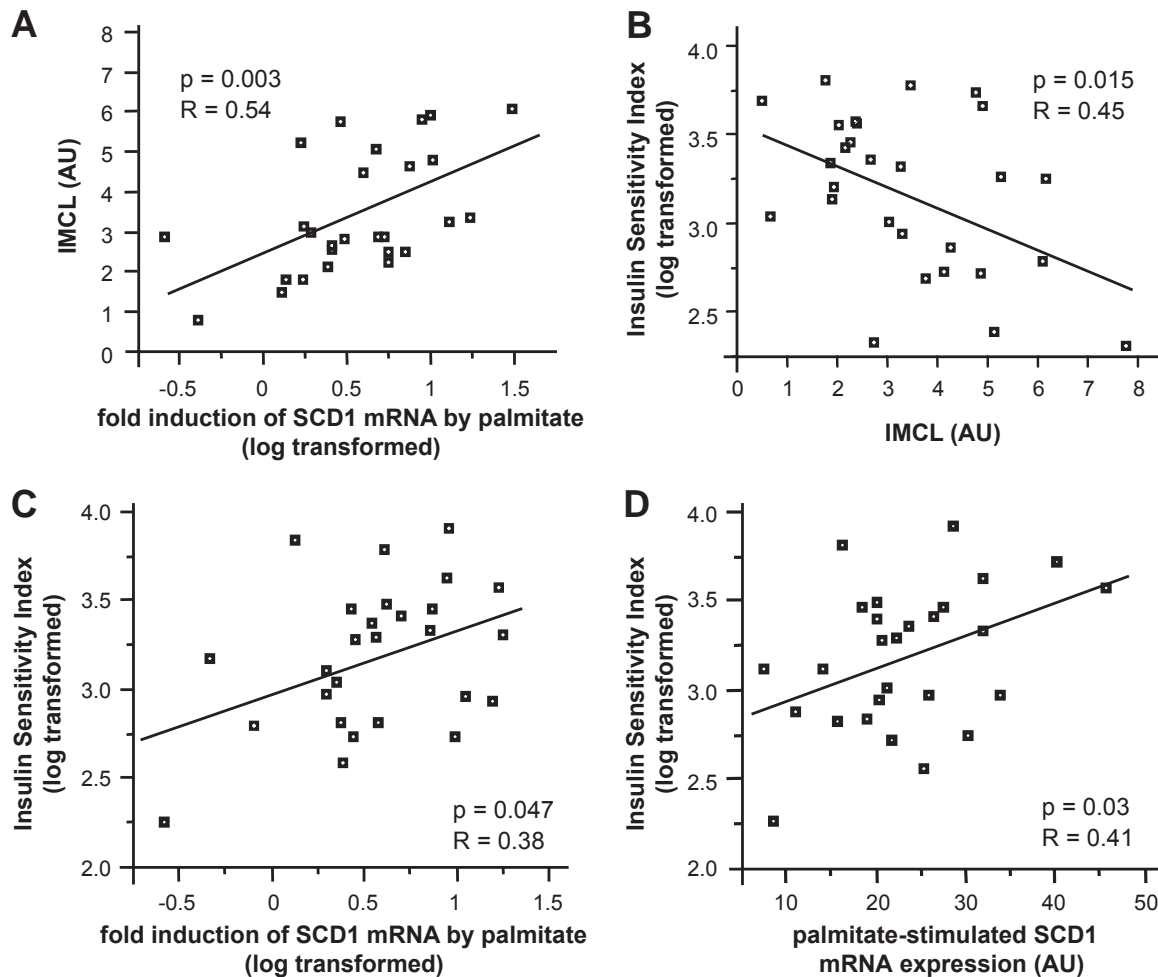 A
8
7
6
5
4
3
2
1
0
IMCL (AU)
p = 0.003
R = 0.54
-0.5
0
0.5
1
1.5
fold induction of SCD1 mRNA by palmitate
(log transformed)
B
4.0
3.5
3.0
2.5
Insulin Sensitivity Index
(log transformed)
p = 0.015
R = 0.45
0
1
2
3
4
5
6
7
8
IMCL (AU)
C
4.0
3.5
3.0
2.5
2.0
Insulin Sensitivity Index
(log transformed)
p = 0.047
R = 0.38
-0.5
0
0.5
1
1.5
fold induction of SCD1 mRNA by palmitate
(log transformed)
D
4.0
3.5
3.0
2.5
2.0
Insulin Sensitivity Index
(log transformed)
p = 0.03
R = 0.41
10
20
30
40
50
palmitate-stimulated SCD1
mRNA expression (AU)